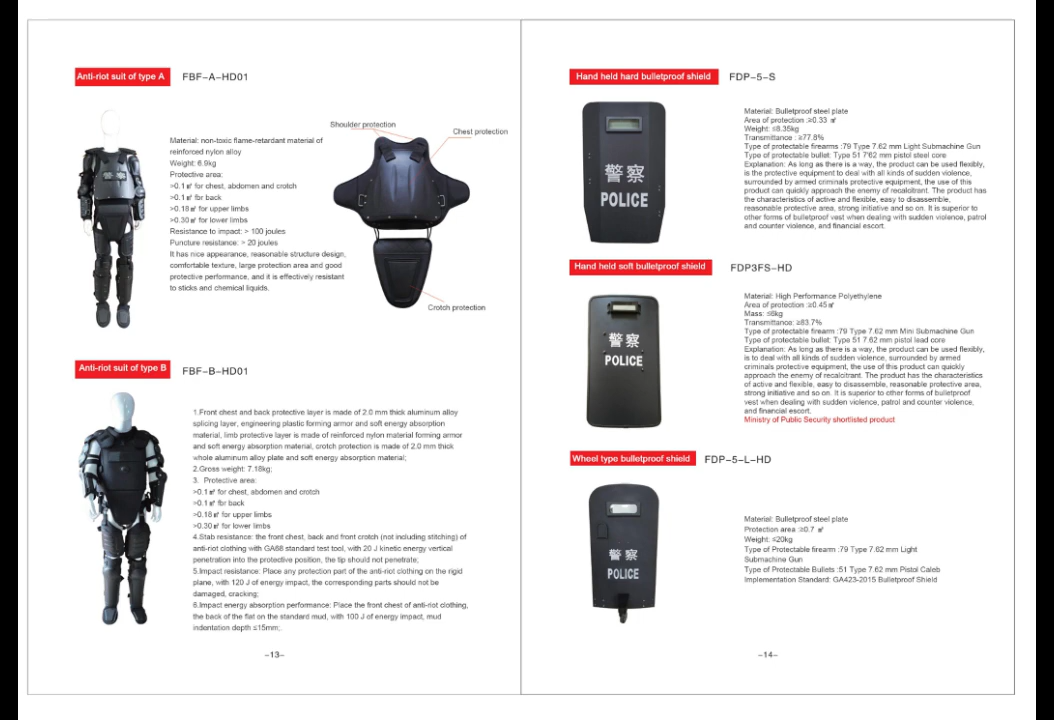 Anti-riot suit of type A
FBF-A-HD01
Shoulder protection
Chest protection
Crotch protection
Material: non-toxic flame-retardant material of
reinforced nylon alloy
Weight: 6.9kg
Protective area:
>0.1㎡ for chest, abdomen and crotch
>0.1㎡ for back
>0.18㎡ for upper limbs
>0.30㎡ for lower limbs
Resistance to impact: > 100 joules
Puncture resistance: > 20 joules
It has nice appearance, reasonable structure design,
comfortable texture, large protection area and good
protective performance, and it is effectively resistant
to sticks and chemical liquids.
Anti-riot suit of type B
FBF-B-HD01
1.Front chest and back protective layer is made of 2.0 mm thick aluminum alloy
splicing layer, engineering plastic forming armor and soft energy absorption
material, limb protective layer is made of reinforced nylon material forming armor
and soft energy absorption material, crotch protection is made of 2.0 mm thick
whole aluminum alloy plate and soft energy absorption material;
2.Gross weight: 7.18kg;
3. Protective area:
>0.1㎡ for chest, abdomen and crotch
>0.1㎡ for back
>0.18㎡ for upper limbs
>0.30㎡ for lower limbs
4.Stab resistance: the front chest, back and front crotch (not including stitching) of
anti-riot clothing with GA68 standard test tool, with 20 J kinetic energy vertical
penetration into the protective position, the tip should not penetrate;
5.Impact resistance: Place any protection part of the anti-riot clothing on the rigid
plane, with 120 J of energy impact, the corresponding parts should not be
damaged, cracking;
6.Impact energy absorption performance: Place the front chest of anti-riot clothing,
the back of the flat on the standard mud, with 100 J of energy impact, mud
indentation depth ≤15mm;.
-13-
Hand held hard bulletproof shield
FDP-5-S
警察
POLICE
Material: Bulletproof steel plate
Area of protection :≥0.33 ㎡
Weight: ≤8.35kg
Transmittance : ≥77.8%
Type of protectable firearms :79 Type 7.62 mm Light Submachine Gun
Type of protectable bullet: Type 51 7'62 mm pistol steel core
Explanation: As long as there is a way, the product can be used flexibly,
is the protective equipment to deal with all kinds of sudden violence,
surrounded by armed criminals protective equipment, the use of this
product can quickly approach the enemy of recalcitrant. The product has
the characteristics of active and flexible, easy to disassemble,
reasonable protective area, strong initiative and so on. It is superior to
other forms of bulletproof vest when dealing with sudden violence, patrol
and counter violence, and financial escort.
Hand held soft bulletproof shield
FDP3FS-HD
警察
POLICE
Material: High Performance Polyethylene
Area of protection :≥0.45㎡
Mass: ≤6kg
Transmittance: ≥83.7%
Type of protectable firearm :79 Type 7.62 mm Mini Submachine Gun
Type of protectable bullet: Type 51 7.62 mm pistol lead core
Explanation: As long as there is a way, the product can be used flexibly,
is to deal with all kinds of sudden violence, surrounded by armed
criminals protective equipment, the use of this product can quickly
approach the enemy of recalcitrant. The product has the characteristics
of active and flexible, easy to disassemble, reasonable protective area,
strong initiative and so on. It is superior to other forms of bulletproof
vest when dealing with sudden violence, patrol and counter violence,
and financial escort.
Ministry of Public Security shortlisted product
Wheel type bulletproof shield
FDP-5-L-HD
警察
POLICE
Material: Bulletproof steel plate
Protection area :≥0.7 ㎡
Weight: ≤20kg
Type of Protectable firearm :79 Type 7.62 mm Light
Submachine Gun
Type of Protectable Bullets :51 Type 7.62 mm Pistol Caleb
Implementation Standard: GA423-2015 Bulletproof Shield
-14-